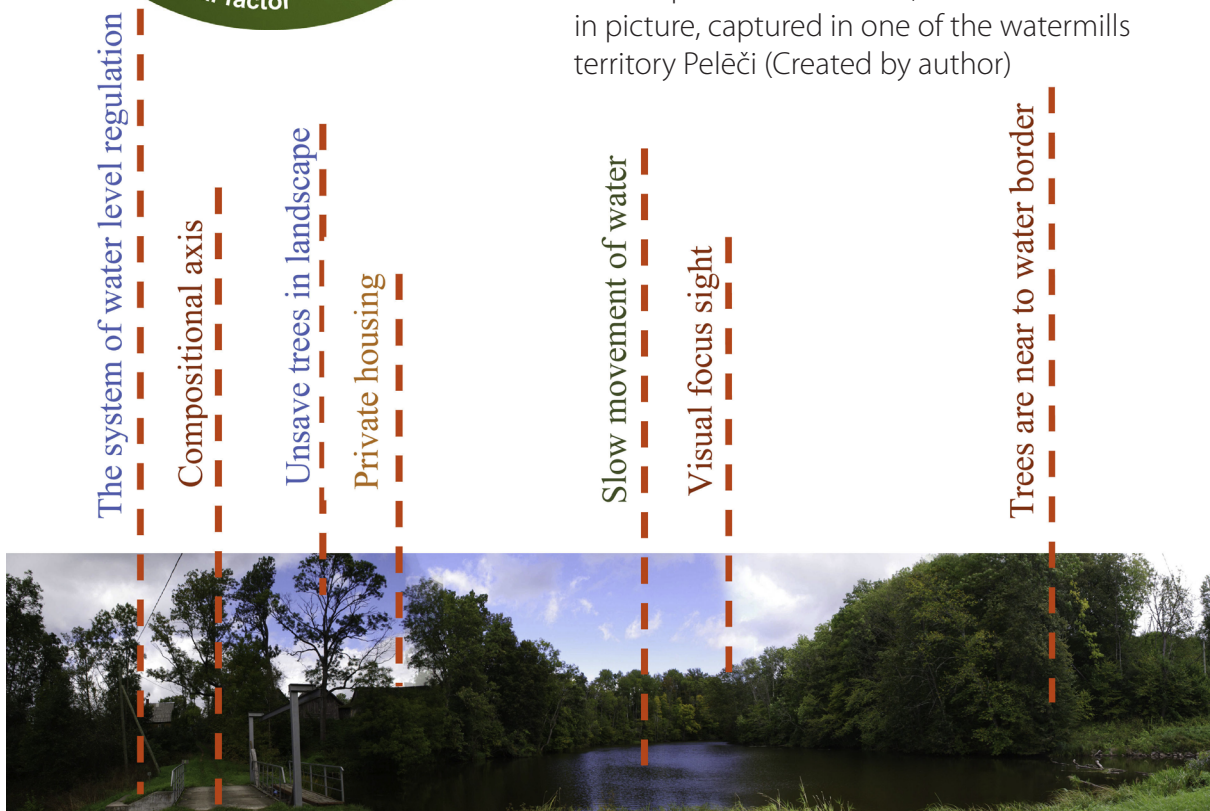 factor
in picture, captured in one of the watermills
territory Pelēči (Created by author)
The system of water level regulation
Compositional axis
Unsave trees in landscape
Private housing
Slow movement of water
Visual focus sight
Trees are near to water border